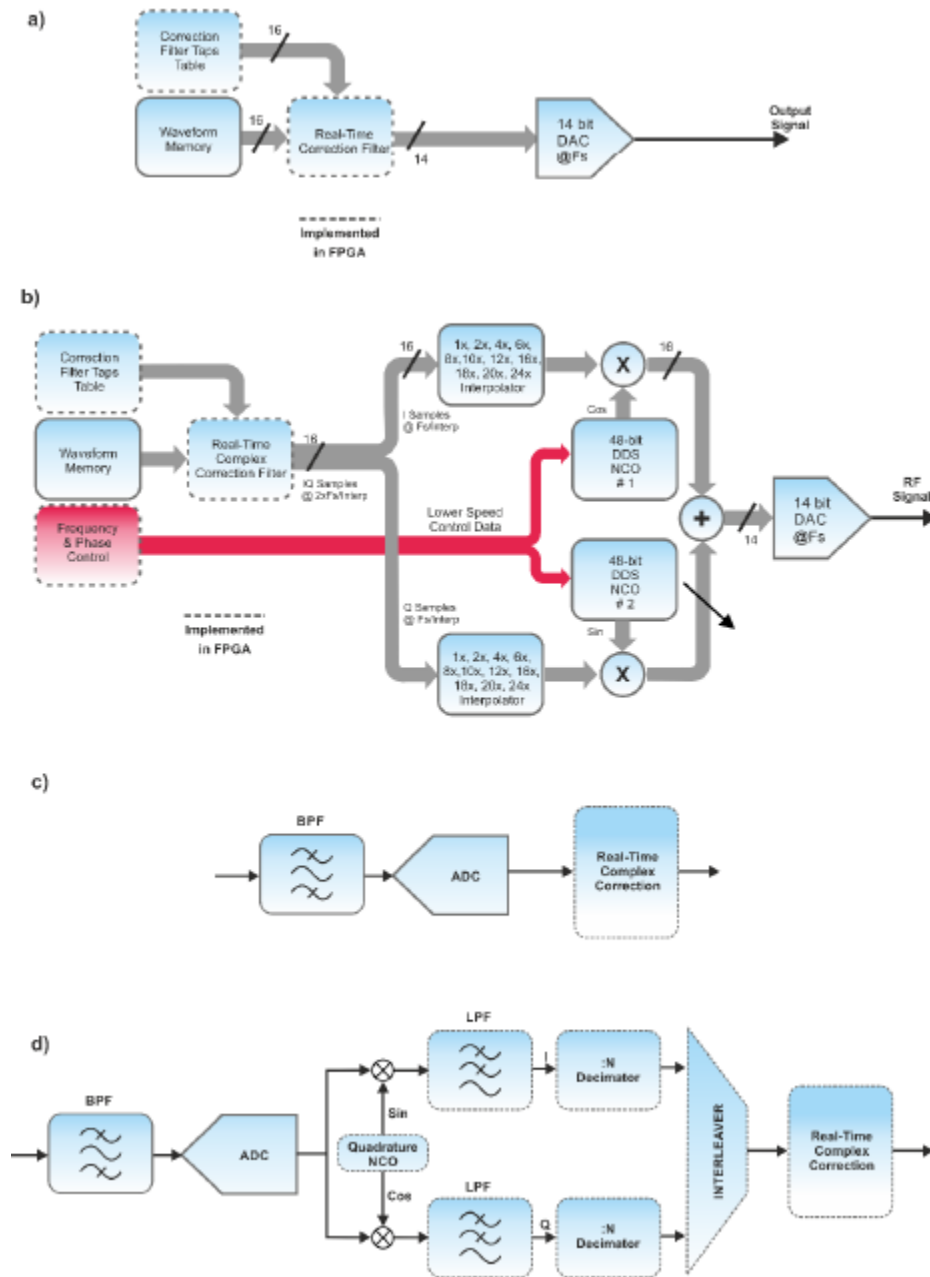 a)
16
Correction
Filter Taps
Table
Waveform
Memory
16
Real-Time
Correction Filter
14
14 bit
DAC
@Fs
Output
Signal
Implemented
in FPGA
b)
Correction
Filter Taps
Table
Waveform
Memory
Frequency
& Phase
Control
Real-Time
Complex
Correction Filter
16
IQ Samples
@ 2xFs/Interp
Implemented
in FPGA
16
I Samples
@ Fs/Interp
1x, 2x, 4x, 6x,
8x,10x, 12x, 16x,
18x, 20x, 24x
Interpolator
X
16
Cos
48-bit
DDS
NCO
# 1
Lower Speed
Control Data
+
14
14 bit
DAC
@Fs
RF
Signal
48-bit
DDS
NCO
# 2
Sin
Q Samples
@ Fs/Interp
1x, 2x, 4x, 6x,
8x,10x, 12x, 16x,
18x, 20x, 24x
Interpolator
X
c)
BPF
ADC
Real-Time
Complex
Correction
d)
BPF
ADC
Sin
Quadrature
NCO
Cos
LPF
I
:N
Decimator
LPF
Q
:N
Decimator
INTERLEAVER
Real-Time
Complex
Correction